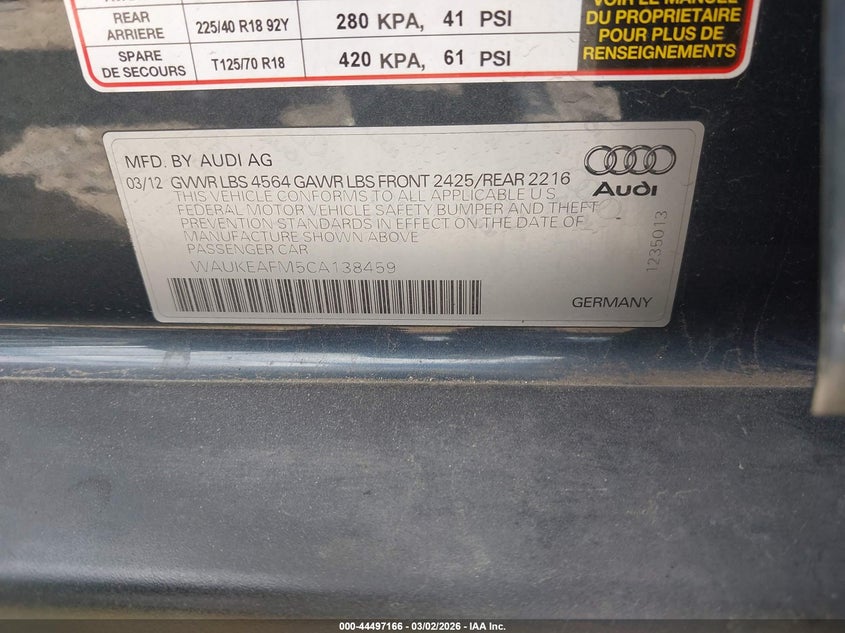 REAR
ARRIERE
225/40 R18 92Y
280 KPA, 41 PSI
SPARE
DE SECOURS
T125/70 R18
420 KPA, 61 PSI
VOIR LE MANUEL
DU PROPRIETAIRE
POUR PLUS DE
RENSEIGNEMENTS
MFD. BY AUDI AG
03/12 GVWR LBS 4564 GAWR LBS FRONT 2425/REAR 2216
THIS VEHICLE CONFORMS TO ALL APPLICABLE U S
FEDERAL MOTOR VEHICLE SAFETY BUMPER AND THEFT
PREVENTION STANDARDS IN EFFECT ON THE DATE OF
MANUFACTURE SHOWN ABOVE
PASSENGER CAR
WAUKEAFM5CA138459
Audi
1235013
GERMANY
000-44497166 - 03/02/2026 - IAA Inc.